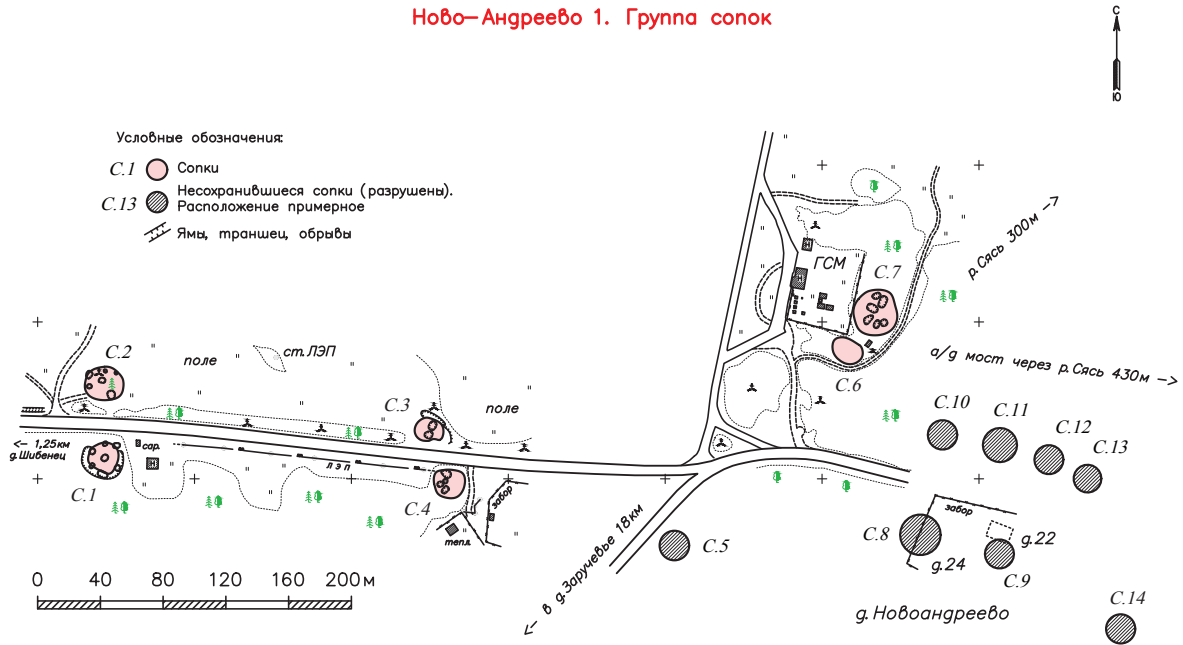 Ново-Андреево 1. Группа сопок
С
Ю
Условные обозначения:
С.1 Сопки
С.13 Несохранившиеся сопки (разрушены).
Расположение примерное
Ямы, траншеи, обрывы
р. Сясь 300м ->
ГСМ
С.7
С.6
а/д мост через р.Сясь 430м ->
С.2
поле
ст.ЛЭП
С.3
поле
С.10
С.11
С.12
С.13
<- 1,25км
д.Шибенец
сар.
лэп
С.1
С.4
забор
тепл.
<- в д.Заручевье 18км
С.5
С.8
забор
д.22
д.24
С.9
С.14
д. Новоандреево
0 40 80 120 160 200м